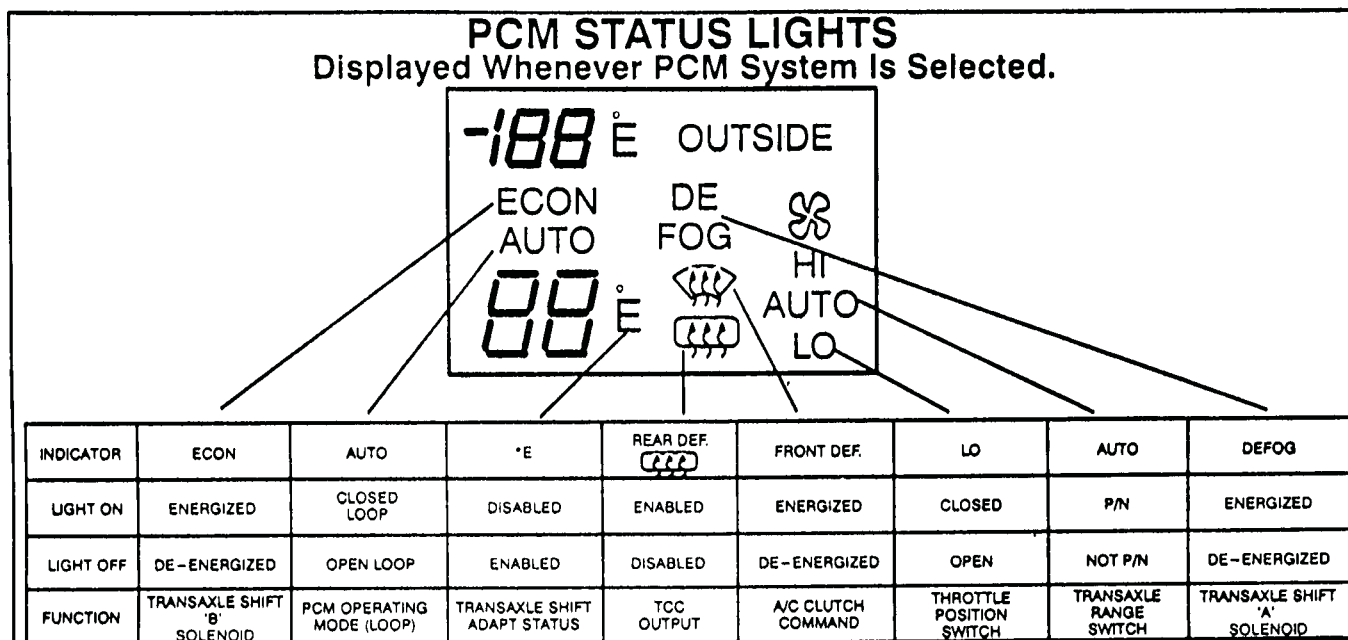 PCM STATUS LIGHTS
Displayed Whenever PCM System Is Selected.
-188 °E OUTSIDE
ECON DE
AUTO FOG
HI
AUTO
°E
LO
INDICATOR ECON AUTO °E REAR DEF. FRONT DEF. LO AUTO DEFOG
LIGHT ON ENERGIZED CLOSED LOOP DISABLED ENABLED ENERGIZED CLOSED P/N ENERGIZED
LIGHT OFF DE-ENERGIZED OPEN LOOP ENABLED DISABLED DE-ENERGIZED OPEN NOT P/N DE-ENERGIZED
FUNCTION TRANSAXLE SHIFT 'B' SOLENOID PCM OPERATING MODE (LOOP) TRANSAXLE SHIFT ADAPT STATUS TCC OUTPUT A/C CLUTCH COMMAND THROTTLE POSITION SWITCH TRANSAXLE RANGE SWITCH TRANSAXLE SHIFT 'A' SOLENOID